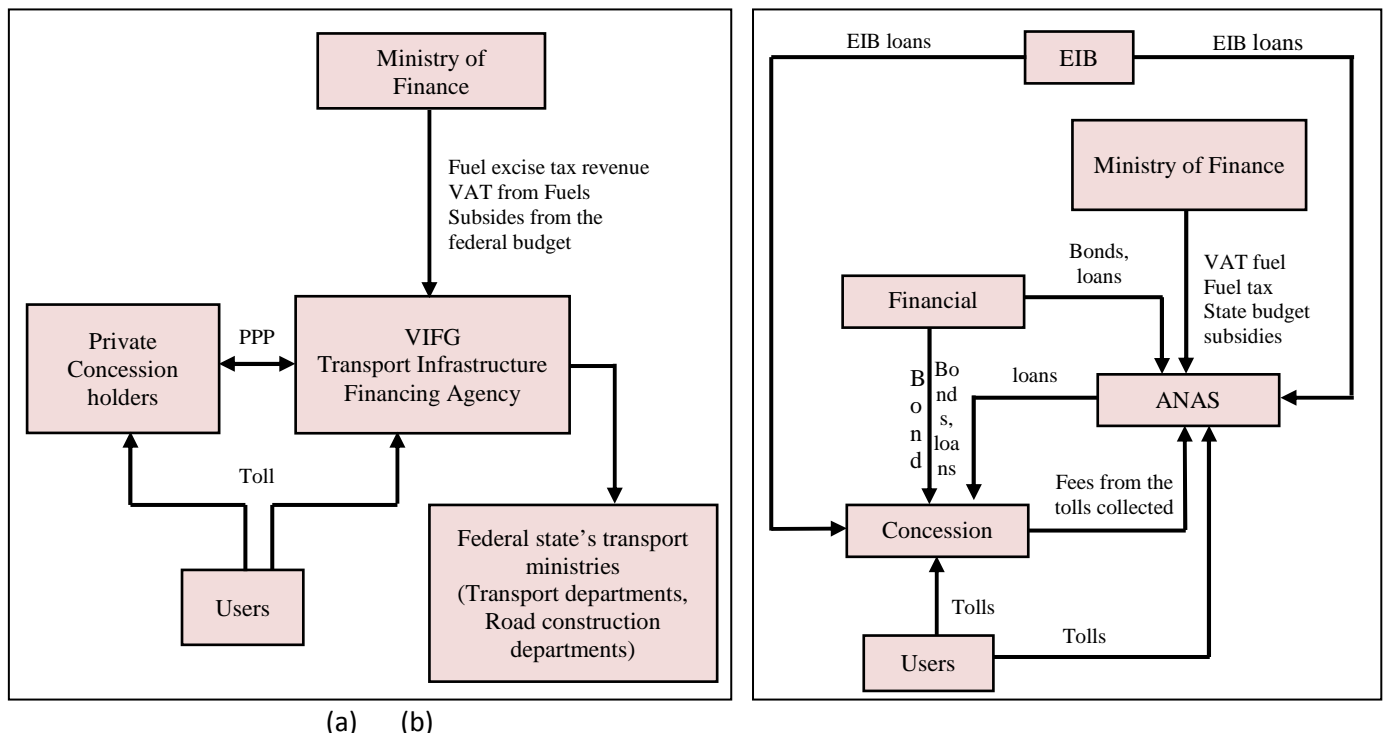 Ministry of
Finance
Fuel excise tax revenue
VAT from Fuels
Subsides from the
federal budget
Private
Concession
holders
PPP
VIFG
Transport Infrastructure
Financing Agency
Toll
Users
Federal state’s transport
ministries
(Transport departments,
Road construction
departments)
EIB loans
EIB
EIB loans
Ministry of Finance
Bonds,
loans
VAT fuel
Fuel tax
State budget
subsidies
Financial
B
o
n
d
Bo
nd
s,
loa
ns
loans
ANAS
Fees from the
tolls collected
Concession
Tolls
Tolls
Users
(a) (b)